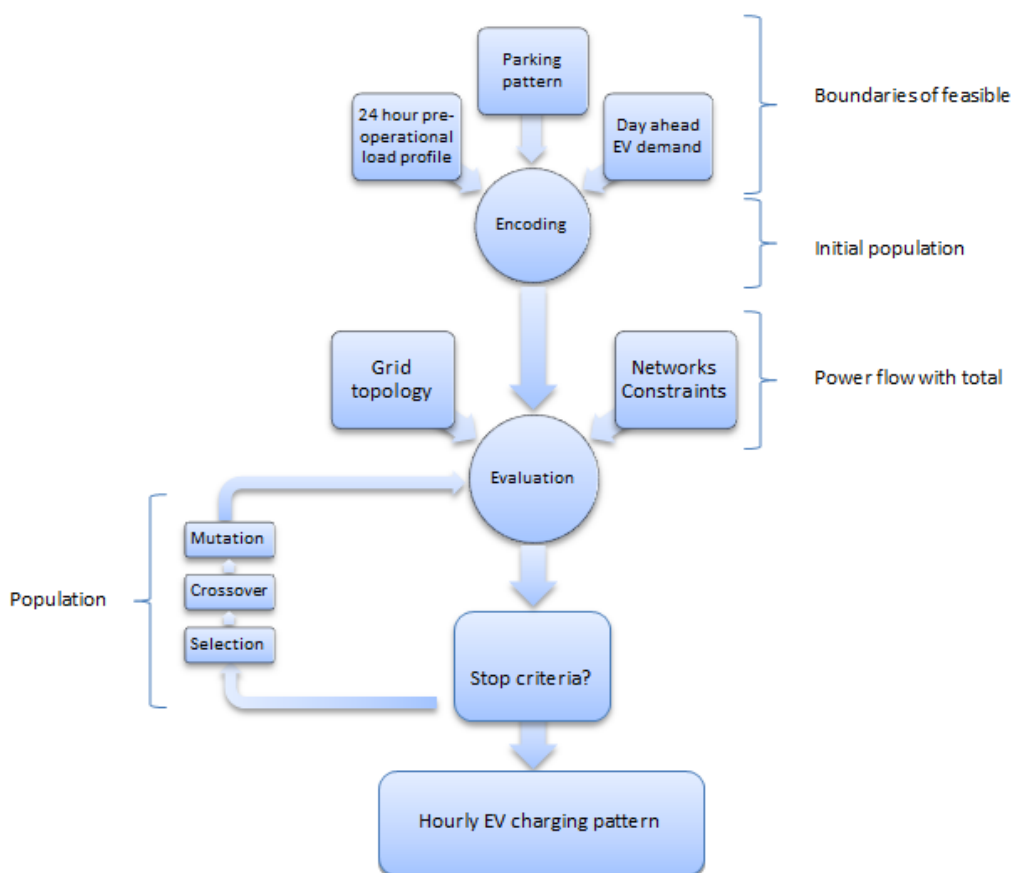 Parking
pattern
24 hour pre-
operational
load profile
Day ahead
EV demand
Boundaries of feasible
Encoding
Initial population
Grid
topology
Networks
Constraints
Power flow with total
Evaluation
Mutation
Crossover
Selection
Population
Stop criteria?
Hourly EV charging pattern